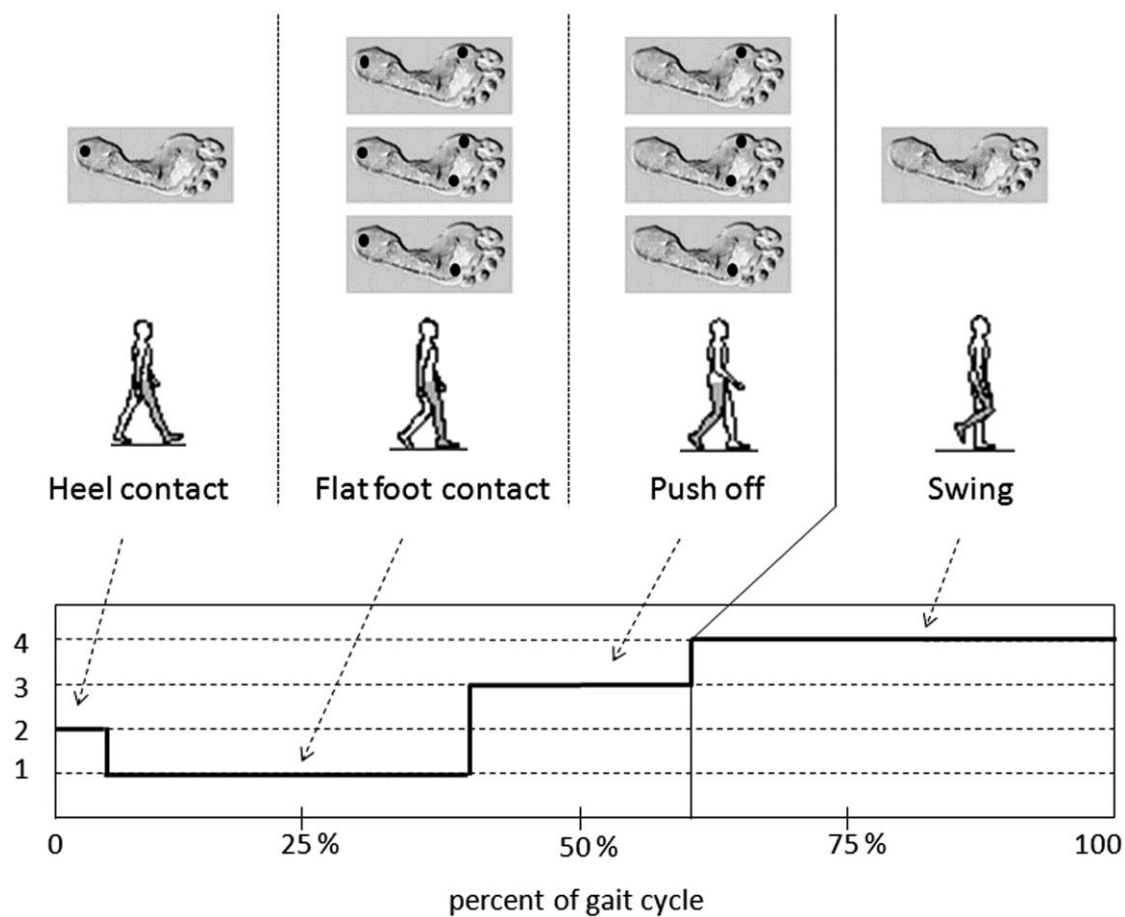 Heel contact
Flat foot contact
Push off
Swing
4
3
2
1
0
25 %
50 %
75 %
100
percent of gait cycle